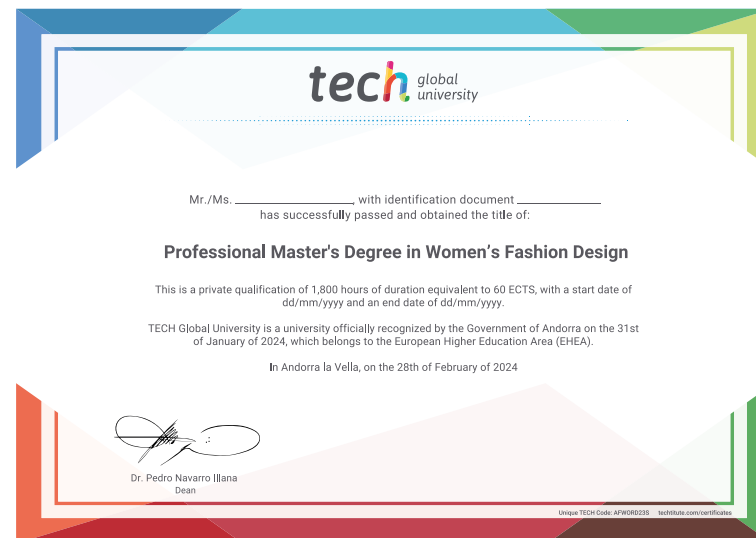 tech global
university
Mr./Ms. ____________, with identification document ____________
has successfully passed and obtained the title of:
Professional Master's Degree in Women’s Fashion Design
This is a private qualification of 1,800 hours of duration equivalent to 60 ECTS, with a start date of
dd/mm/yyyy and an end date of dd/mm/yyyy.
TECH Global University is a university officially recognized by the Government of Andorra on the 31st
of January of 2024, which belongs to the European Higher Education Area (EHEA).
In Andorra la Vella, on the 28th of February of 2024
Dr. Pedro Navarro Illana
Dean
Unique TECH Code: AFWORD23S techtitute.com/certificates